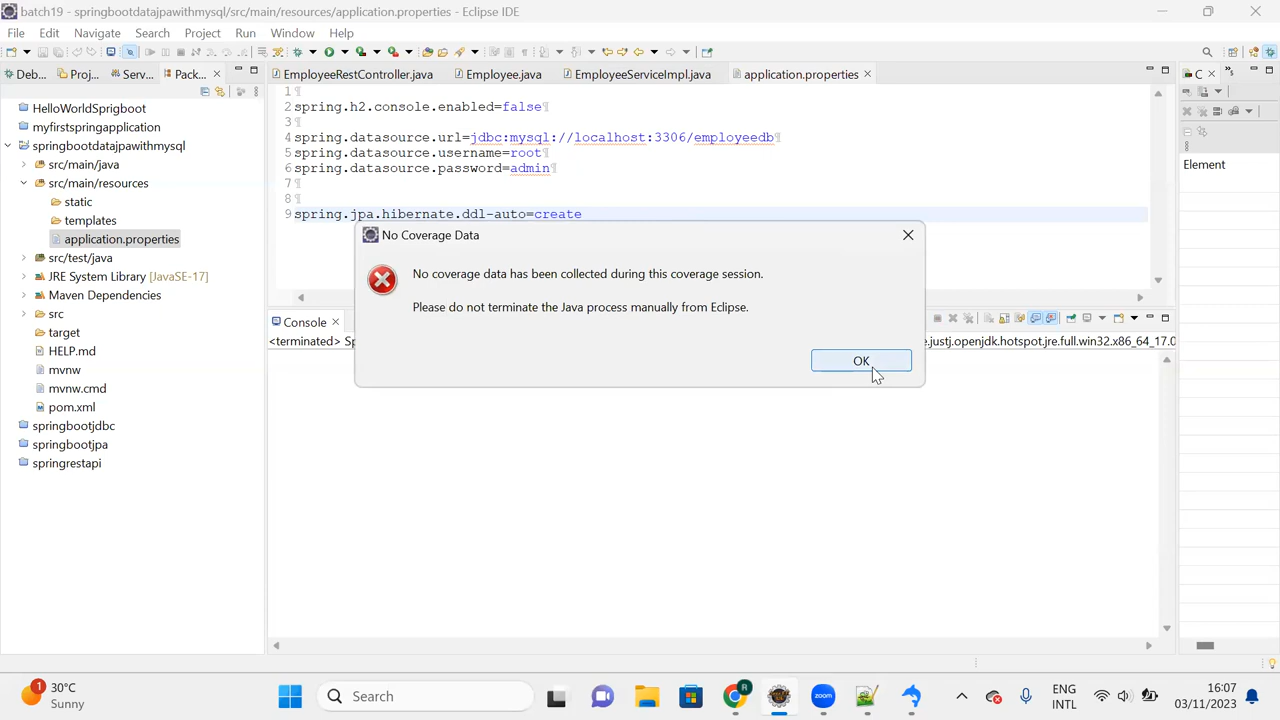 batch19 - springbootdatajpawithmysql/src/main/resources/application.properties - Eclipse IDE
File Edit Navigate Search Project Run Window Help
Deb... Proj... Serv... Pack... EmployeeRestController.java Employee.java EmployeeServiceImpl.java application.properties C
HelloWorldSprigboot
myfirstspringapplication
springbootdatajpawithmysql
src/main/java
src/main/resources
static
templates
application.properties
src/test/java
JRE System Library [JavaSE-17]
Maven Dependencies
src
target
HELP.md
mvnw
mvnw.cmd
pom.xml
springbootjdbc
springbootjpa
springrestapi
1¶
2 spring.h2.console.enabled=false¶
3¶
4 spring.datasource.url=jdbc:mysql://localhost:3306/employeedb¶
5 spring.datasource.username=root¶
6 spring.datasource.password=admin¶
7¶
8¶
9 spring.jpa.hibernate.ddl-auto=create
Element
No Coverage Data
No coverage data has been collected during this coverage session.
Please do not terminate the Java process manually from Eclipse.
OK
Console
<terminated> Sp e.justj.openjdk.hotspot.jre.full.win32.x86_64_17.0
1 30°C
Sunny
Search
R
zoom
ENG
INTL
16:07
03/11/2023